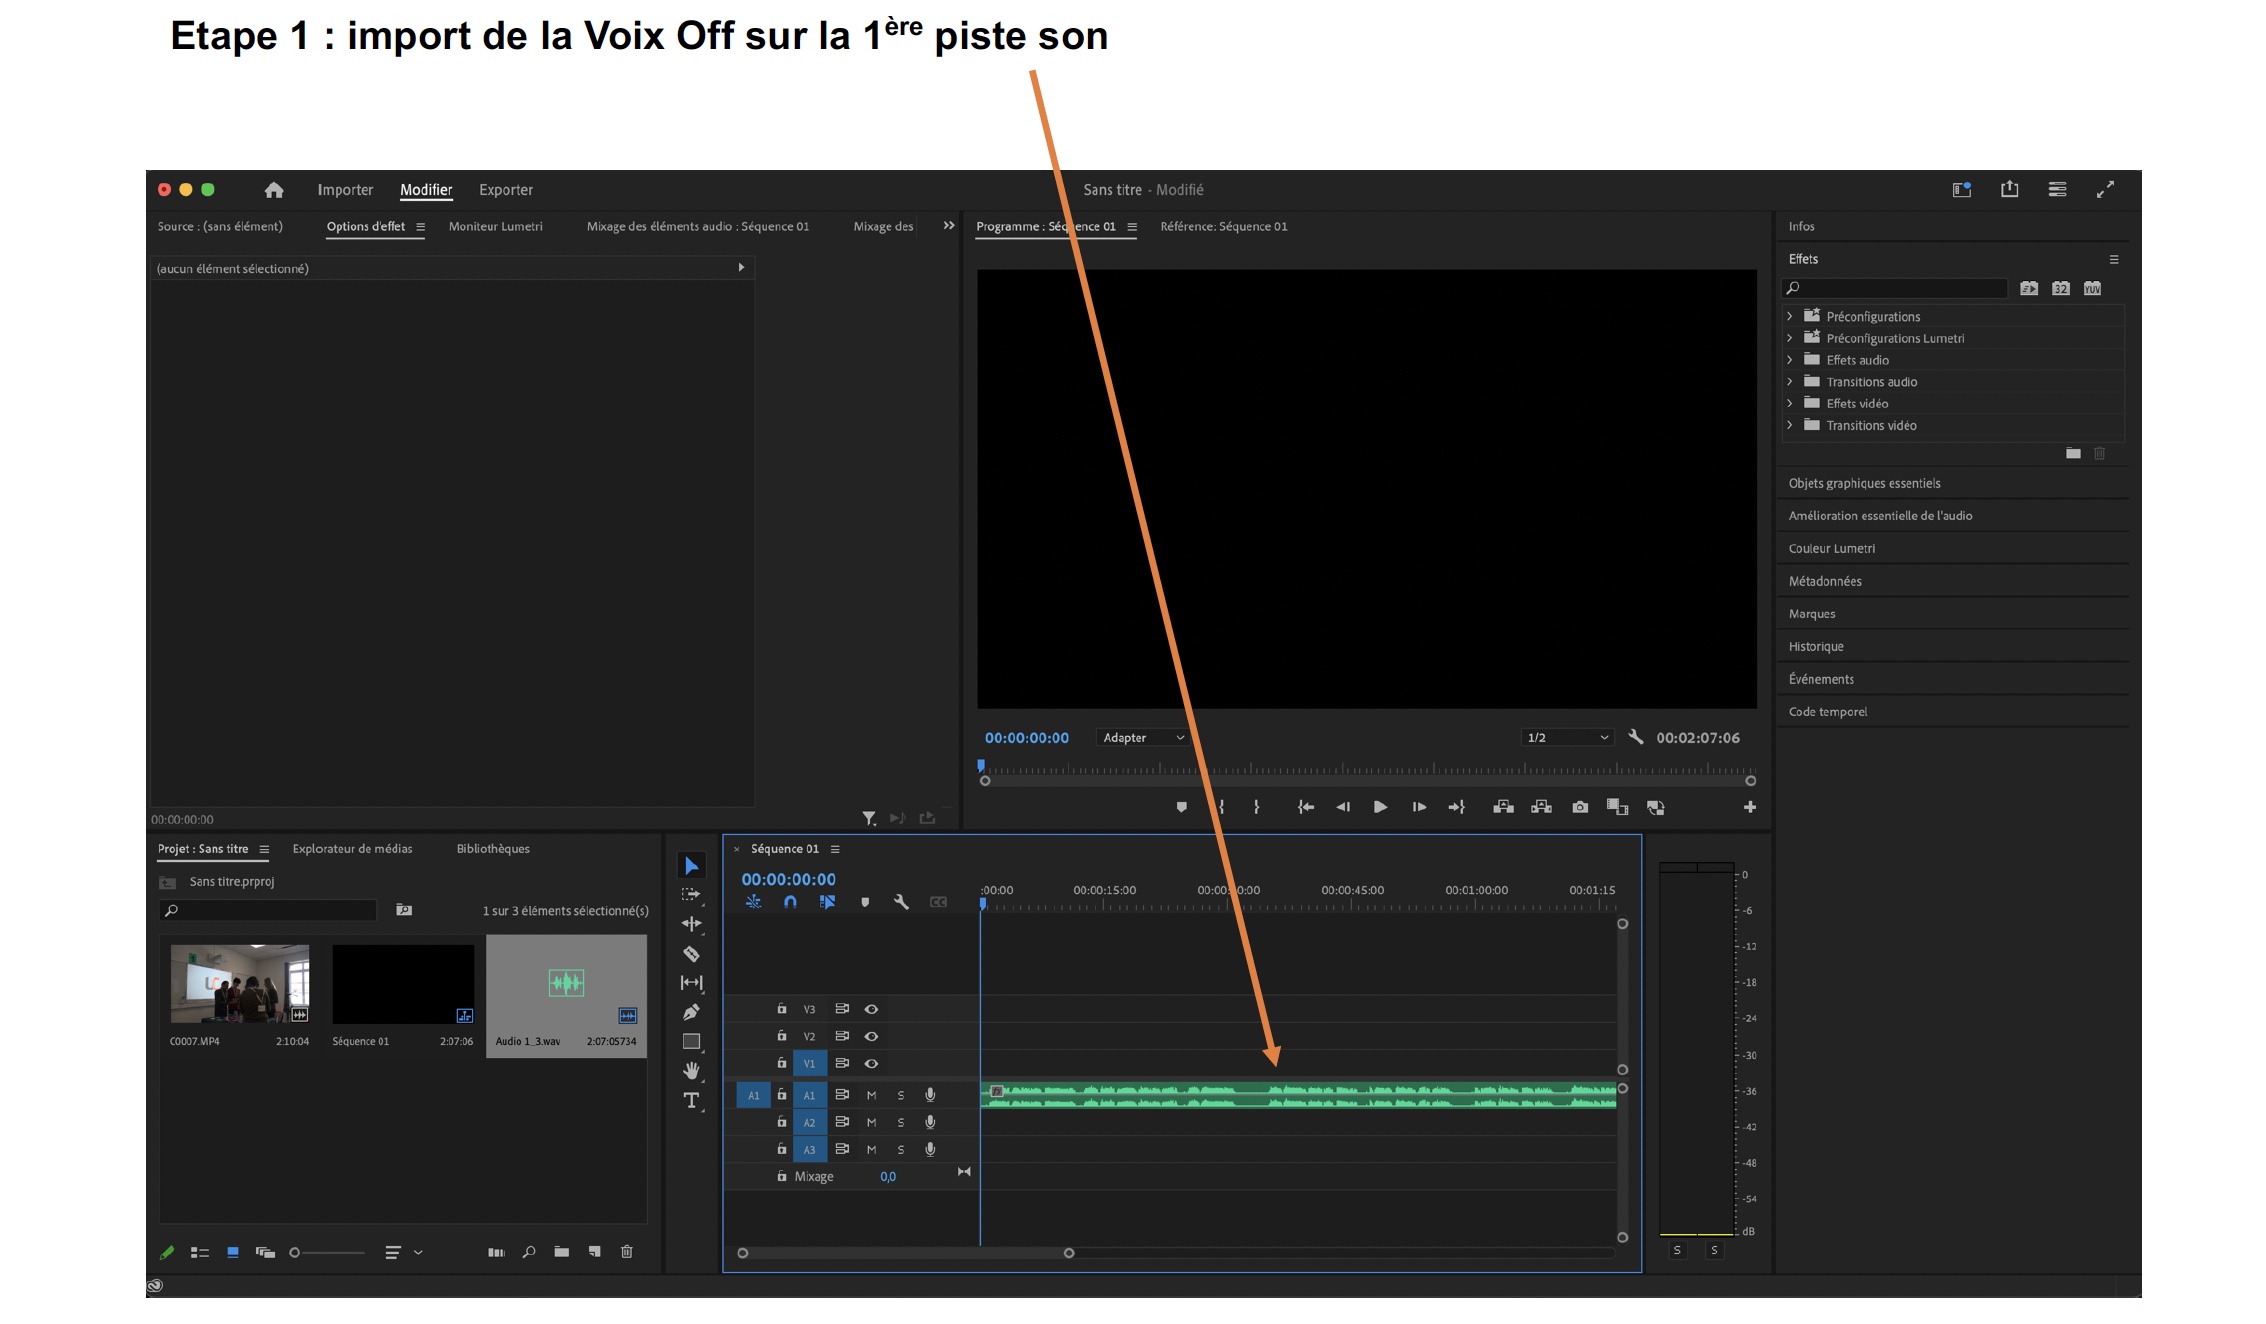 Etape 1 : import de la Voix Off sur la 1ère piste son
Importer Modifier Exporter
Sans titre - Modifié
Source : (sans élément) Options d'effet Moniteur Lumetri Mixage des éléments audio : Séquence 01 Mixage des
Programme : Séquence 01 Référence: Séquence 01
Infos
(aucun élément sélectionné)
Effets
32 YUV
Préconfigurations
Préconfigurations Lumetri
Effets audio
Transitions audio
Effets vidéo
Transitions vidéo
Objets graphiques essentiels
Amélioration essentielle de l'audio
Couleur Lumetri
Métadonnées
Marques
Historique
Événements
Code temporel
00:00:00:00 Adapter 1/2 00:02:07:06
00:00:00:00
Projet : Sans titre Explorateur de médias Bibliothèques
Sans titre.prproj
1 sur 3 éléments sélectionné(s)
C0007.MP4 2:10:04
Séquence 01 2:07:06
Audio 1_3.wav 2:07:05734
T
× Séquence 01
00:00:00:00
CC
:00:00 00:00:15:00 00:00:30:00 00:00:45:00 00:01:00:00 00:01:15
V3
V2
V1
A1 A1 M S
fx
A2 M S
A3 M S
Mixage 0,0
0
-6
-12
-18
-24
-30
-36
-42
-48
-54
dB
S S